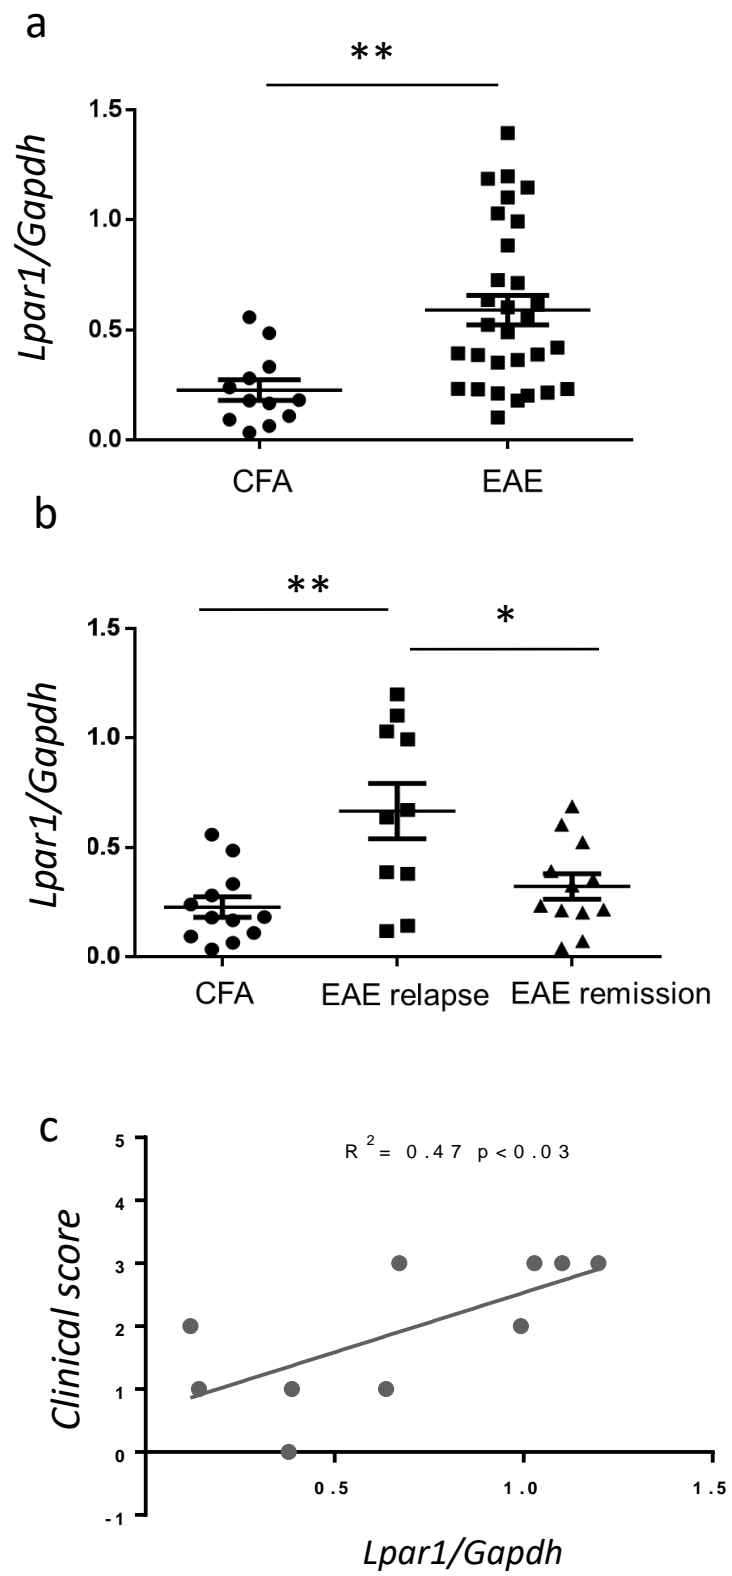 a
**
1.5
1.0
0.5
0.0
Lpar1/Gapdh
CFA EAE
b
**
*
1.5
1.0
0.5
0.0
Lpar1/Gapdh
CFA EAE relapse EAE remission
c
R2= 0.47 p<0.03
5
4
3
2
1
0
-1
Clinical score
0.5 1.0 1.5
Lpar1/Gapdh